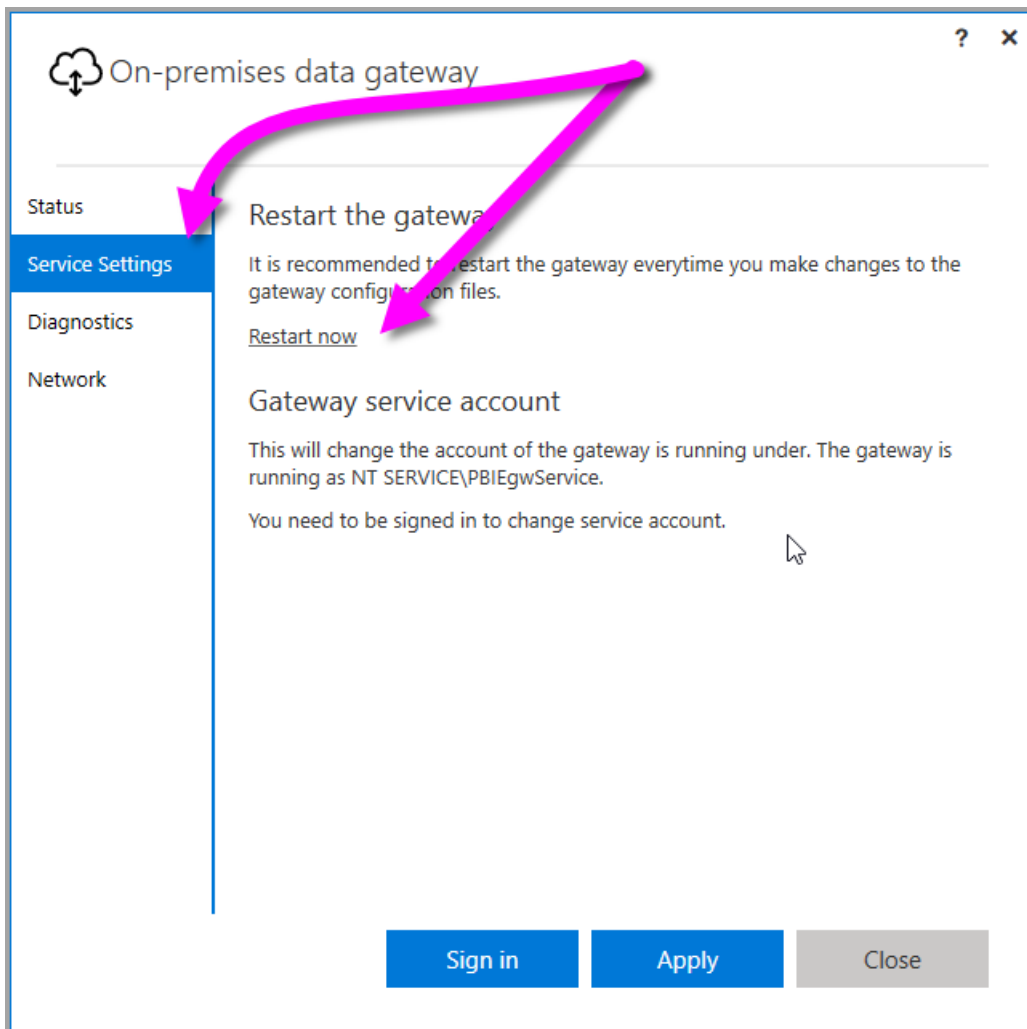 ? ×
On-premises data gateway
Status
Service Settings
Diagnostics
Network
Restart the gateway
It is recommended to restart the gateway everytime you make changes to the
gateway configuration files.
Restart now
Gateway service account
This will change the account of the gateway is running under. The gateway is
running as NT SERVICE\PBIEgwService.
You need to be signed in to change service account.
Sign in
Apply
Close